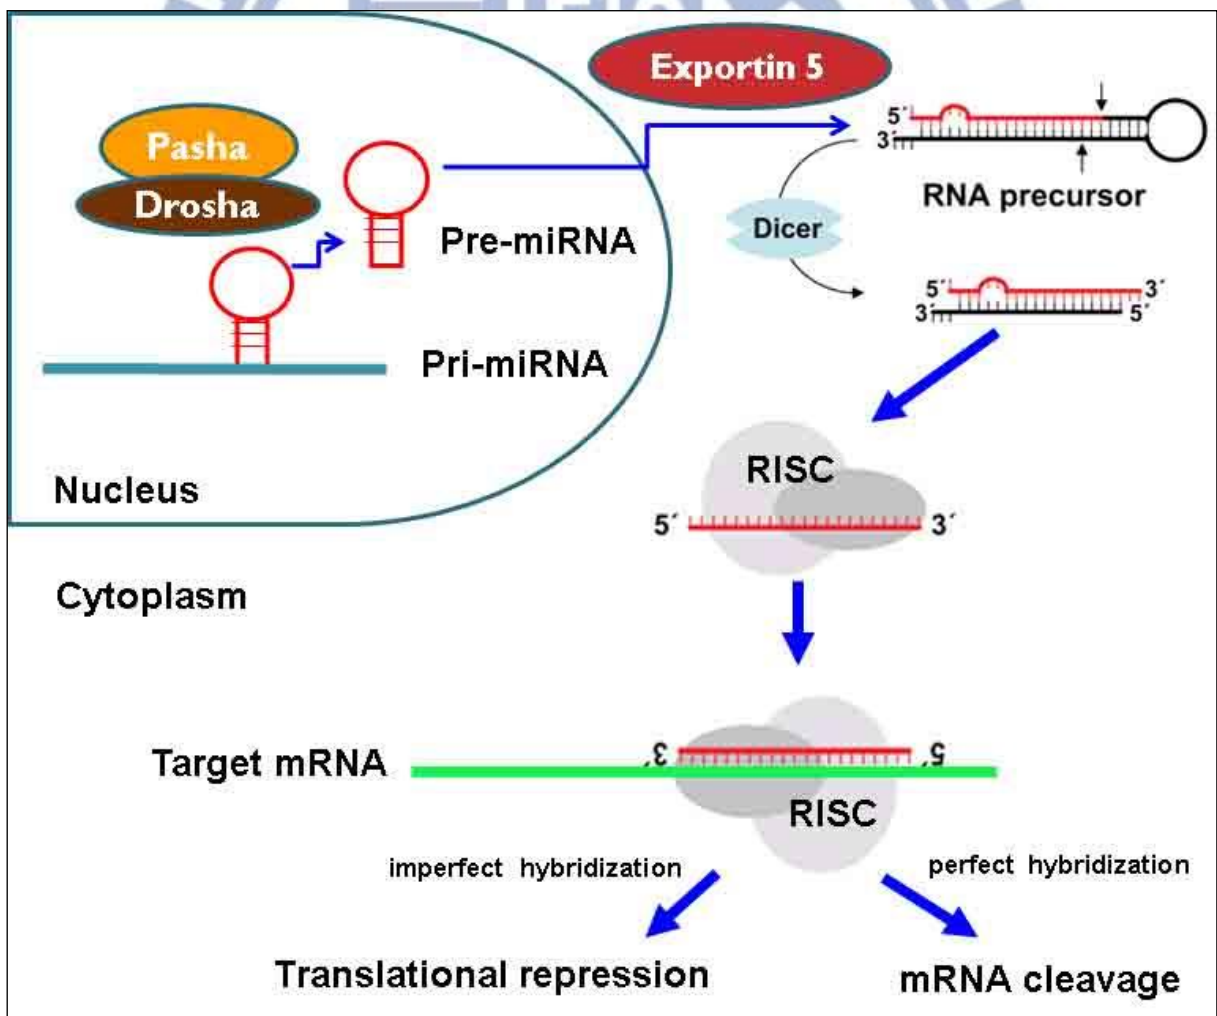 Exportin 5
Pasha
Drosha
Pre-miRNA
Pri-miRNA
Nucleus
Cytoplasm
5´
3´
RNA precursor
Dicer
5´ 3´
3´ 5´
RISC
5´ 3´
Target mRNA
3´ 5´
RISC
imperfect hybridization
perfect hybridization
Translational repression
mRNA cleavage